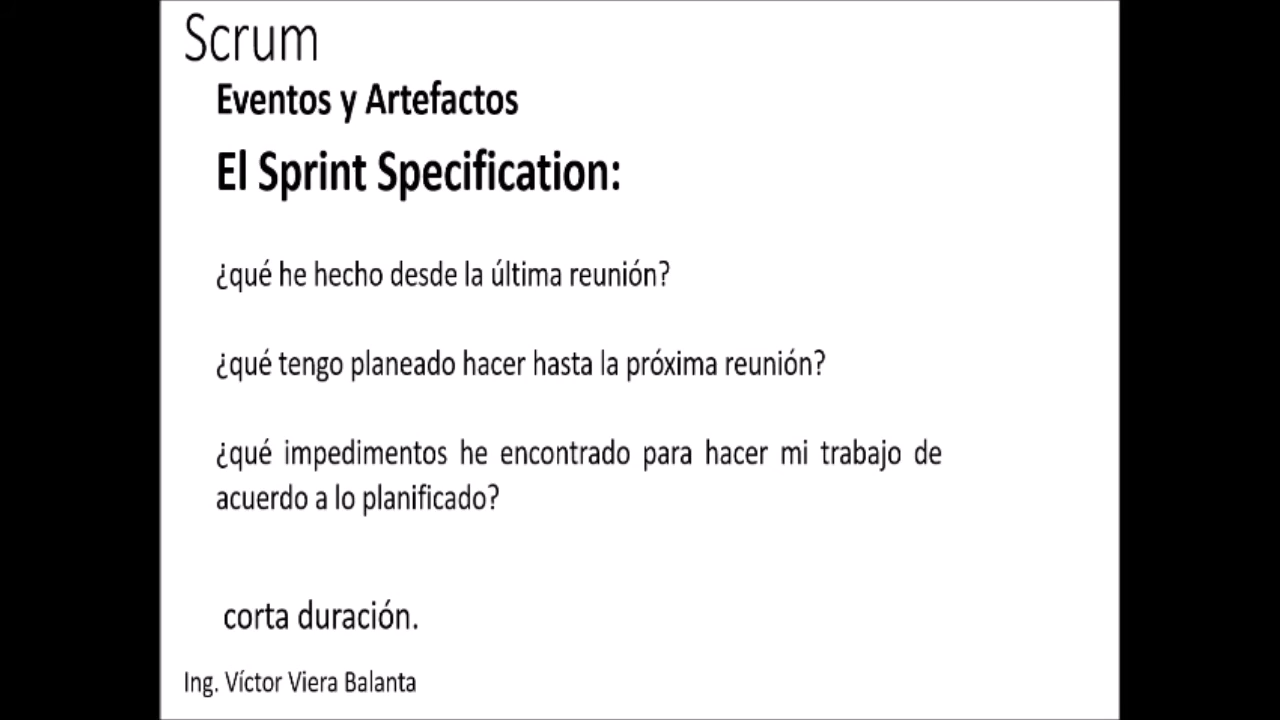 Scrum
Eventos y Artefactos
El Sprint Specification:
¿qué he hecho desde la última reunión?
¿qué tengo planeado hacer hasta la próxima reunión?
¿qué impedimentos he encontrado para hacer mi trabajo de
acuerdo a lo planificado?
corta duración.
Ing. Víctor Viera Balanta